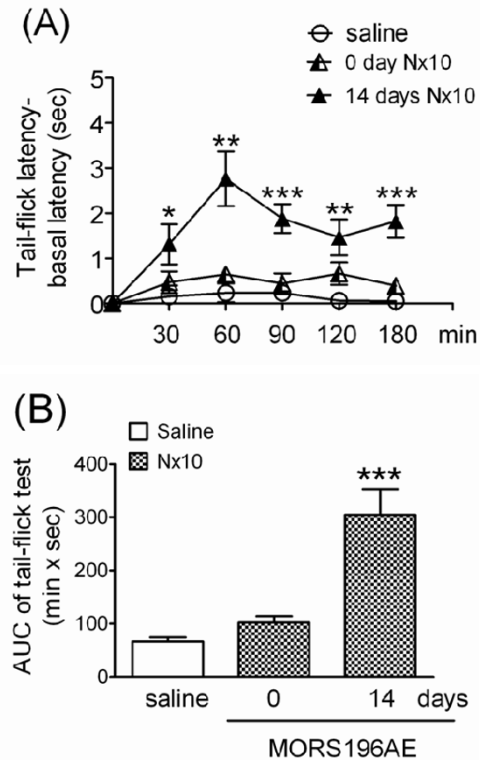 (A)
saline
0 day Nx10
14 days Nx10
Tail-flick latency-
basal latency (sec)
5
4
3
2
1
0
*
**
***
**
***
30 60 90 120 180 min
(B)
Saline
Nx10
AUC of tail-flick test
(min x sec)
400
300
200
100
0
***
saline 0 14 days
MORS196AE